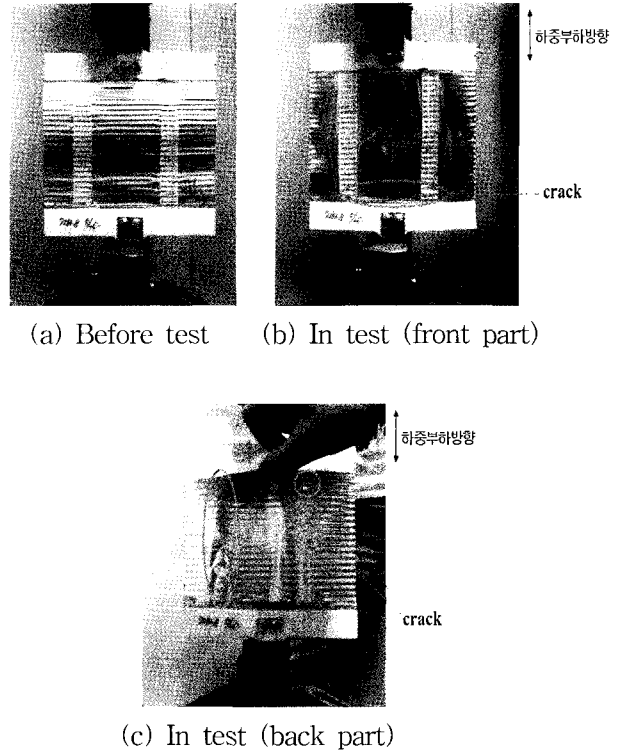 하중부하방향
crack
(a) Before test (b) In test (front part)
하중부하방향
crack
(c) In test (back part)